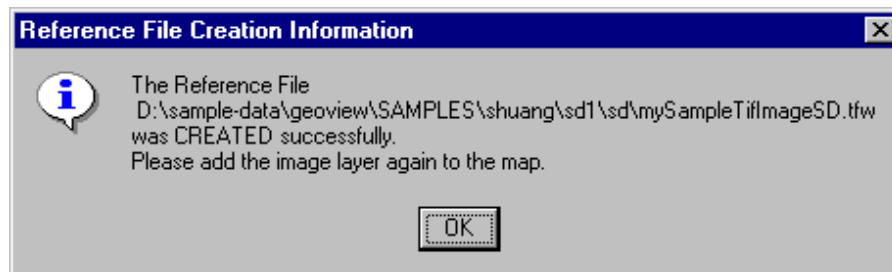 Reference File Creation Information
The Reference File
D:\sample-data\geoview\SAMPLES\shuang\sd1\sd\mySampleTifImageSD.tfw
was CREATED successfully.
Please add the image layer again to the map.
OK